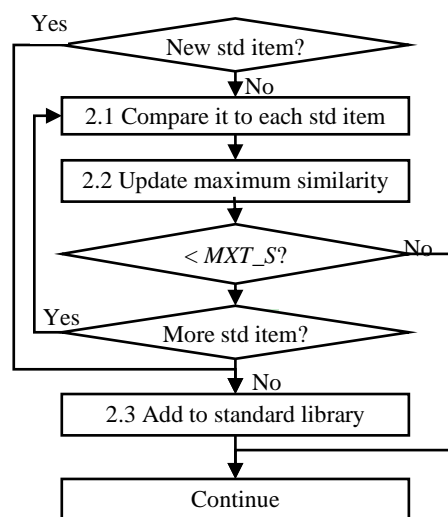 Yes
New std item?
No
2.1 Compare it to each std item
2.2 Update maximum similarity
< MXT_S?
No
Yes
More std item?
No
2.3 Add to standard library
Continue